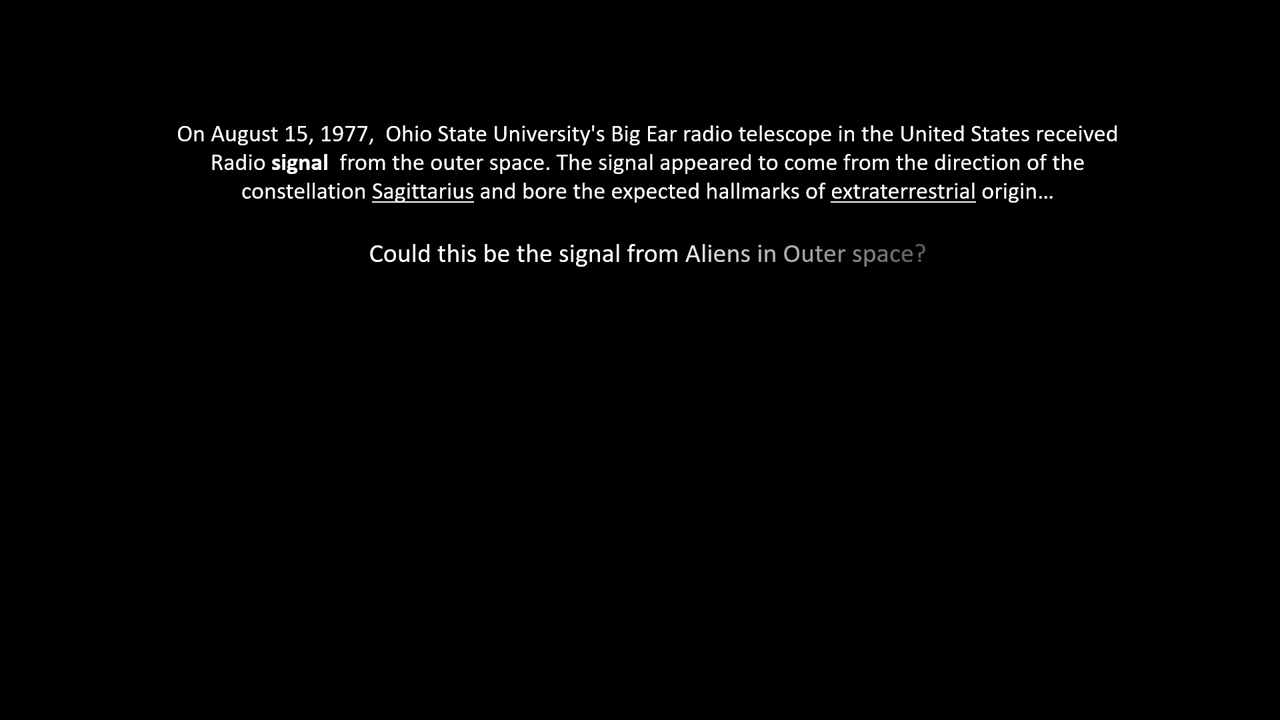 On August 15, 1977,  Ohio State University's Big Ear radio telescope in the United States received
Radio signal  from the outer space. The signal appeared to come from the direction of the
constellation Sagittarius and bore the expected hallmarks of extraterrestrial origin…
Could this be the signal from Aliens in Outer space?